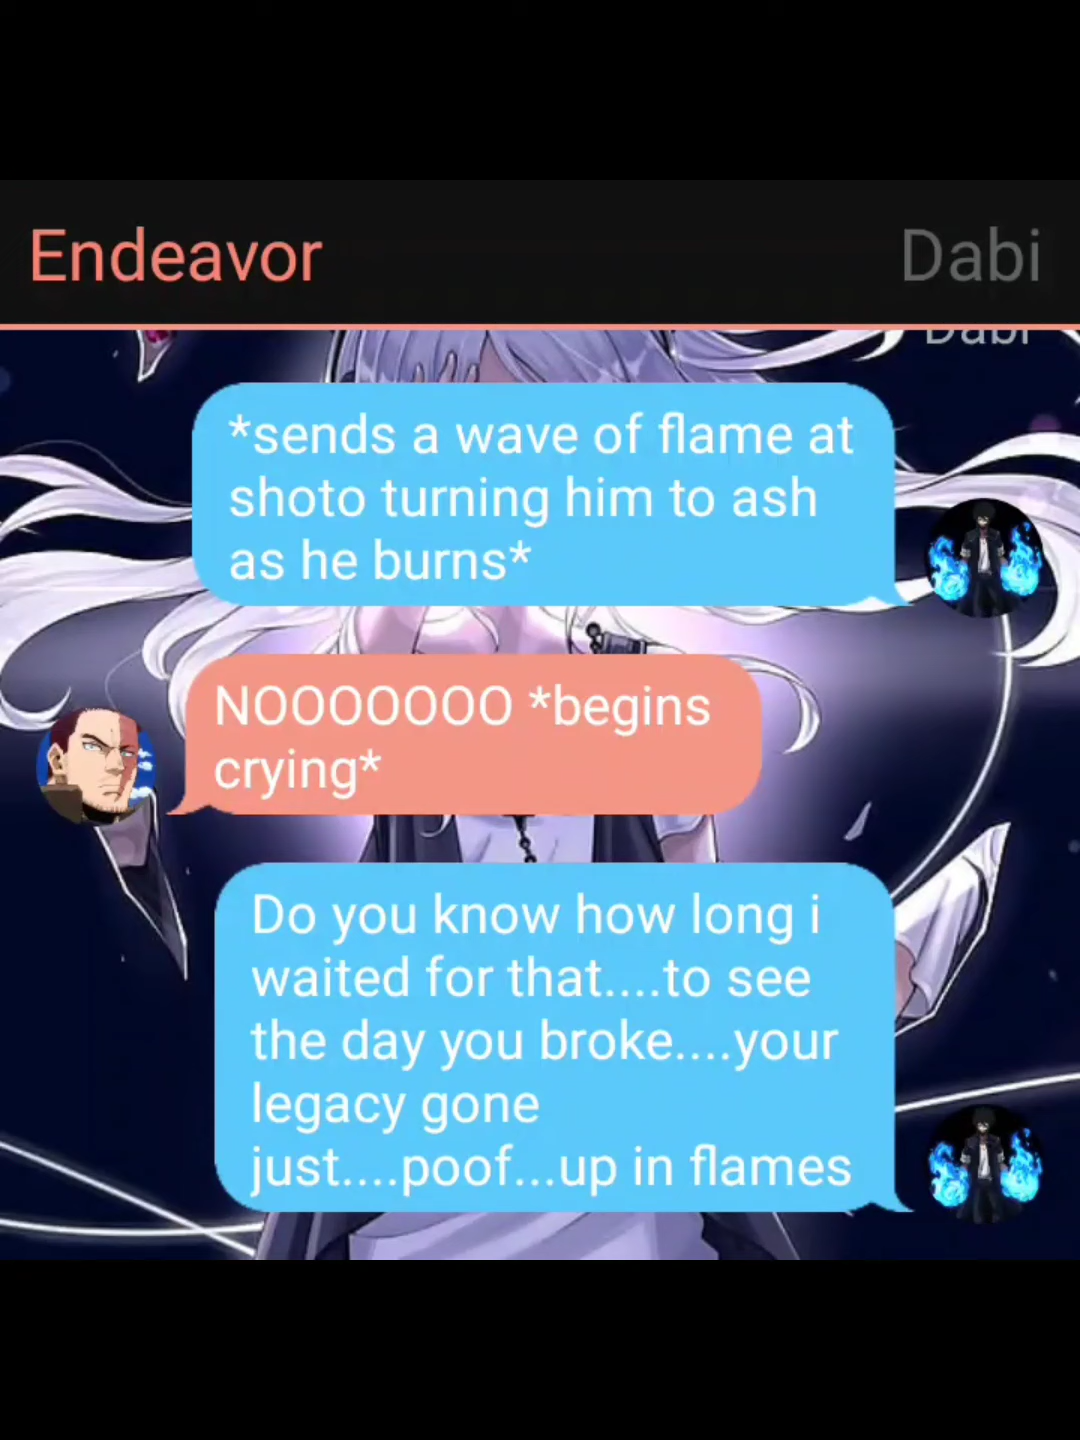 Endeavor
Dabi
Dabi
*sends a wave of flame at
shoto turning him to ash
as he burns*
NOOOOOOO *begins
crying*
Do you know how long i
waited for that....to see
the day you broke....your
legacy gone
just....poof...up in flames